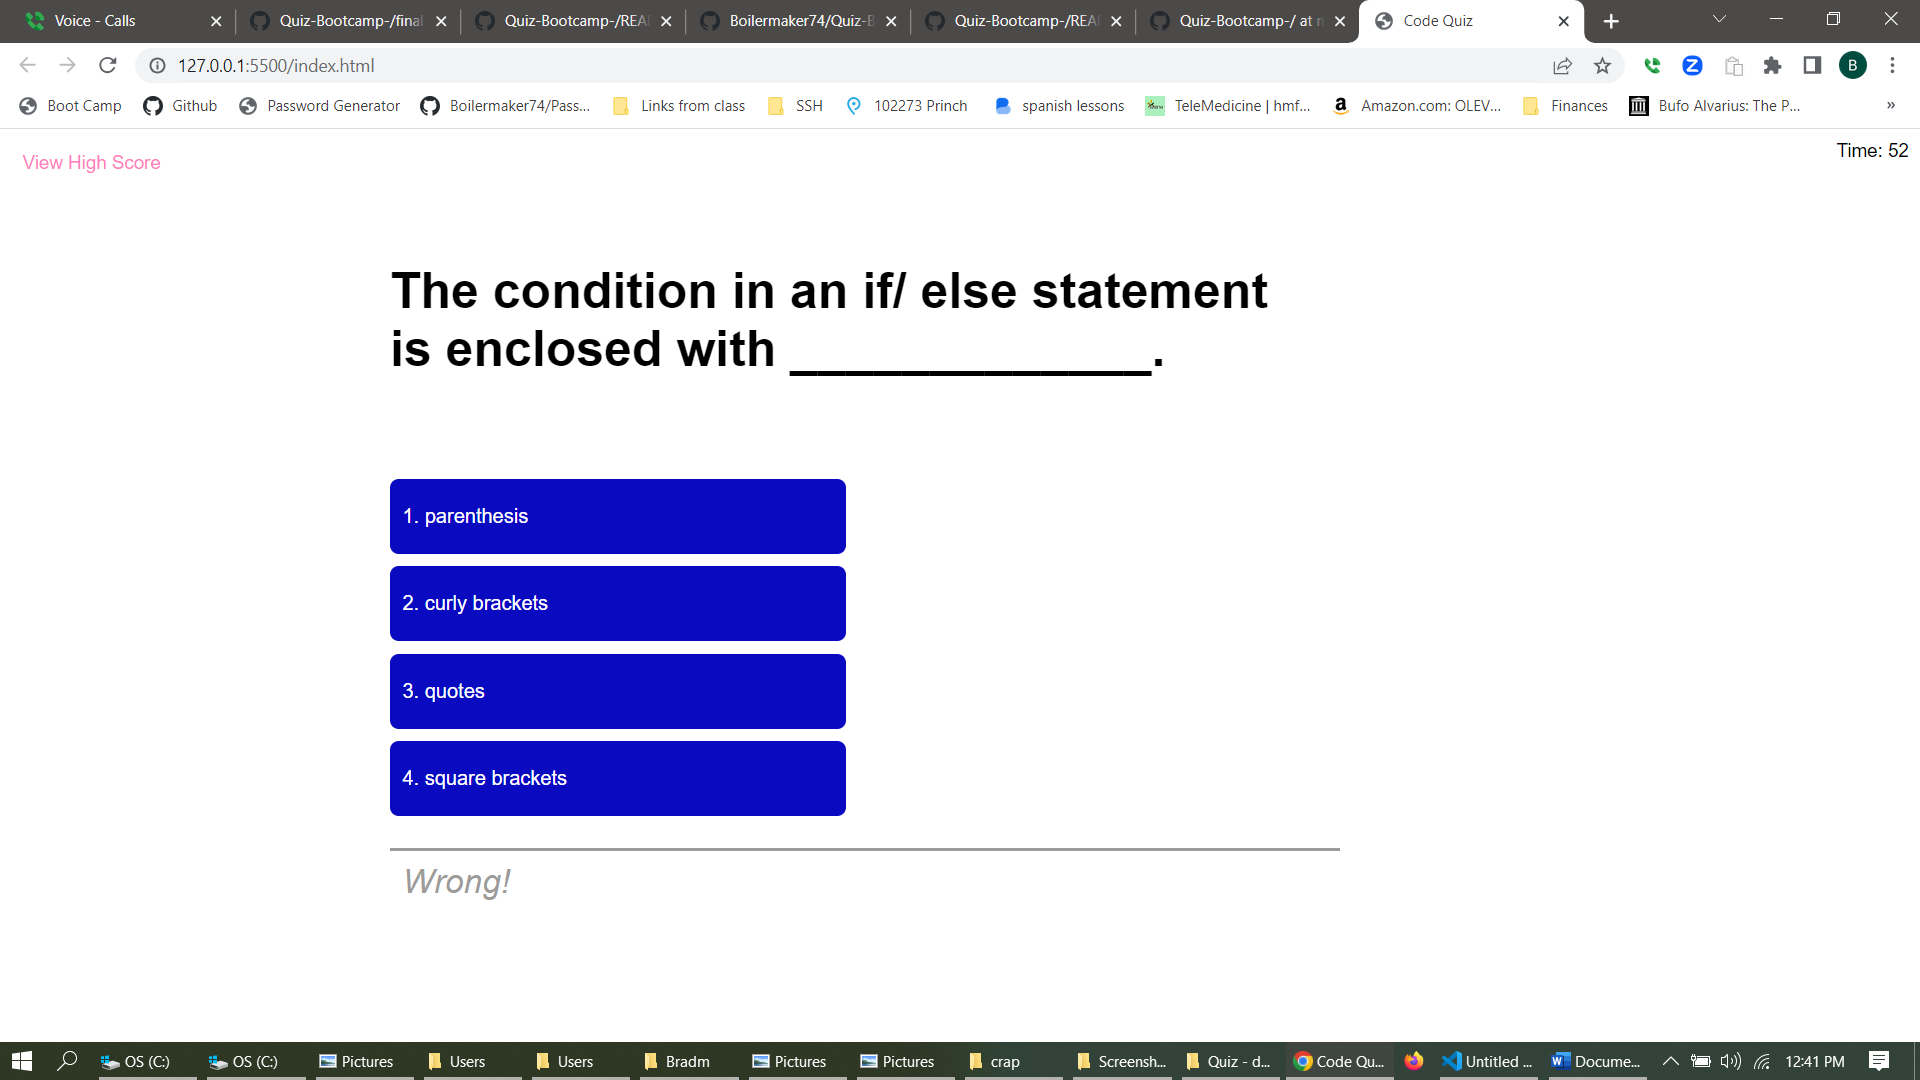 Voice - Calls
Quiz-Bootcamp-/final
Quiz-Bootcamp-/REA
Boilermaker74/Quiz-B
Quiz-Bootcamp-/REA
Quiz-Bootcamp-/ at m
Code Quiz
127.0.0.1:5500/index.html
B
Boot Camp
Github
Password Generator
Boilermaker74/Pass...
Links from class
SSH
102273 Princh
spanish lessons
TeleMedicine | hmf...
Amazon.com: OLEV...
Finances
Bufo Alvarius: The P...
»
View High Score
Time: 52
The condition in an if/ else statement
is enclosed with _____________.
1. parenthesis
2. curly brackets
3. quotes
4. square brackets
Wrong!
OS (C:)
OS (C:)
Pictures
Users
Users
Bradm
Pictures
Pictures
crap
Screensh...
Quiz - d...
Code Qu...
Untitled ...
Docume...
12:41 PM